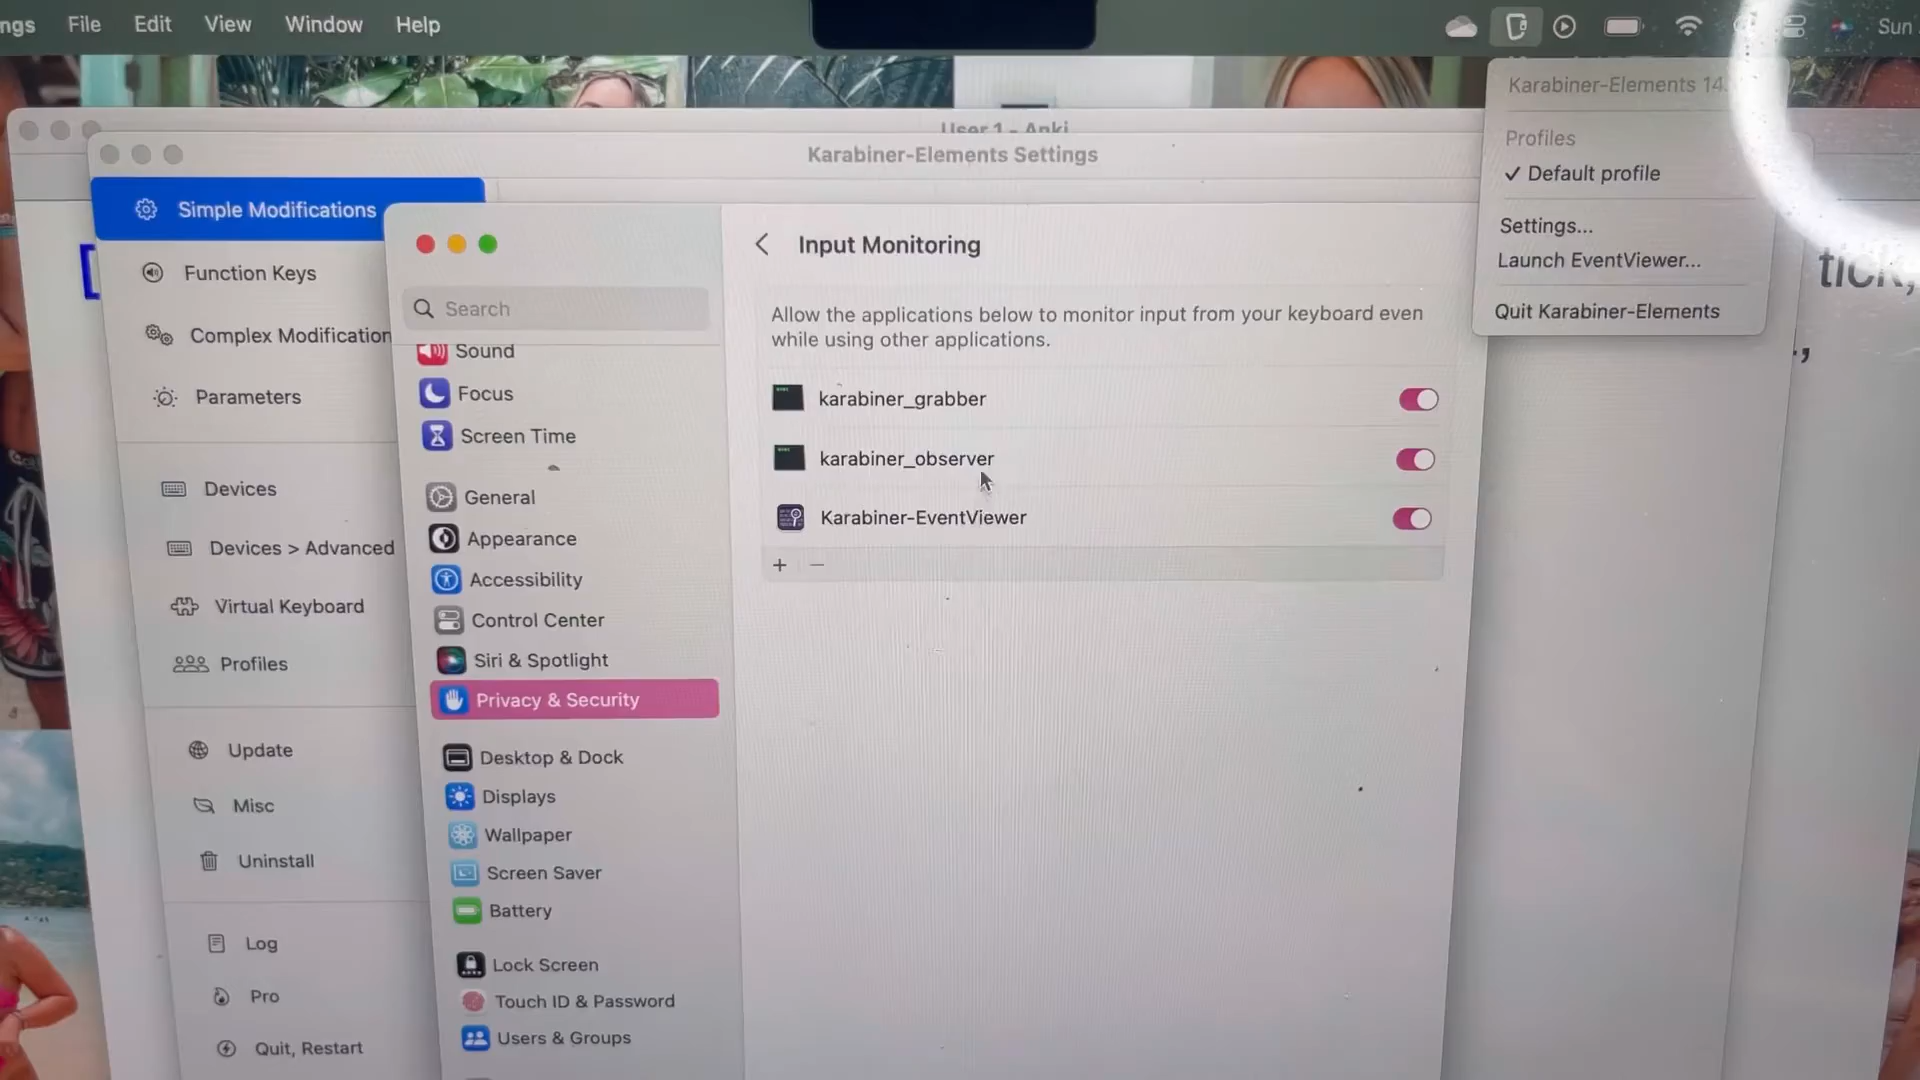 ngs File Edit View Window Help
Sun
Karabiner-Elements 14.
Profiles
✓ Default profile
Settings...
Launch EventViewer...
Quit Karabiner-Elements
User 1 - Anki
Karabiner-Elements Settings
Simple Modifications
Function Keys
Complex Modification
Parameters
Devices
Devices > Advanced
Virtual Keyboard
Profiles
Update
Misc
Uninstall
Log
Pro
Quit, Restart
Search
Sound
Focus
Screen Time
General
Appearance
Accessibility
Control Center
Siri & Spotlight
Privacy & Security
Desktop & Dock
Displays
Wallpaper
Screen Saver
Battery
Lock Screen
Touch ID & Password
Users & Groups
Input Monitoring
Allow the applications below to monitor input from your keyboard even
while using other applications.
karabiner_grabber
karabiner_observer
Karabiner-EventViewer
+ −
[
tick,